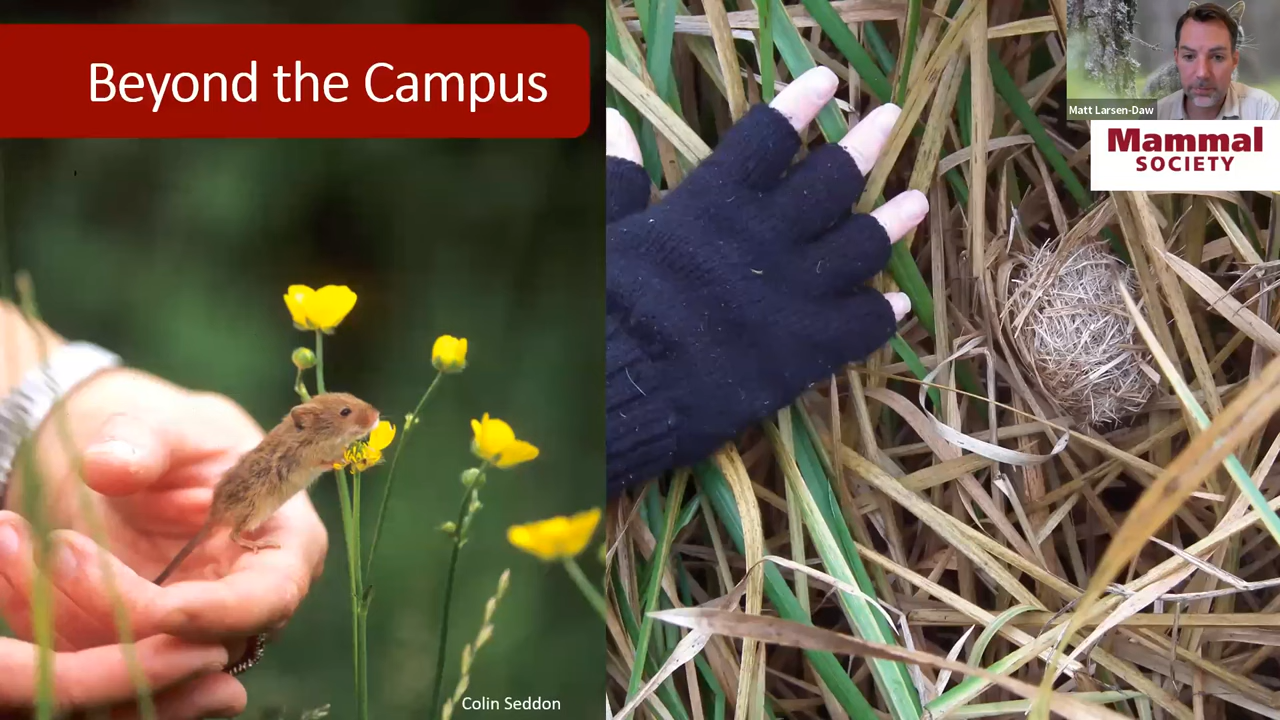 Beyond the Campus
Matt Larsen-Daw
Mammal
SOCIETY
Colin Seddon